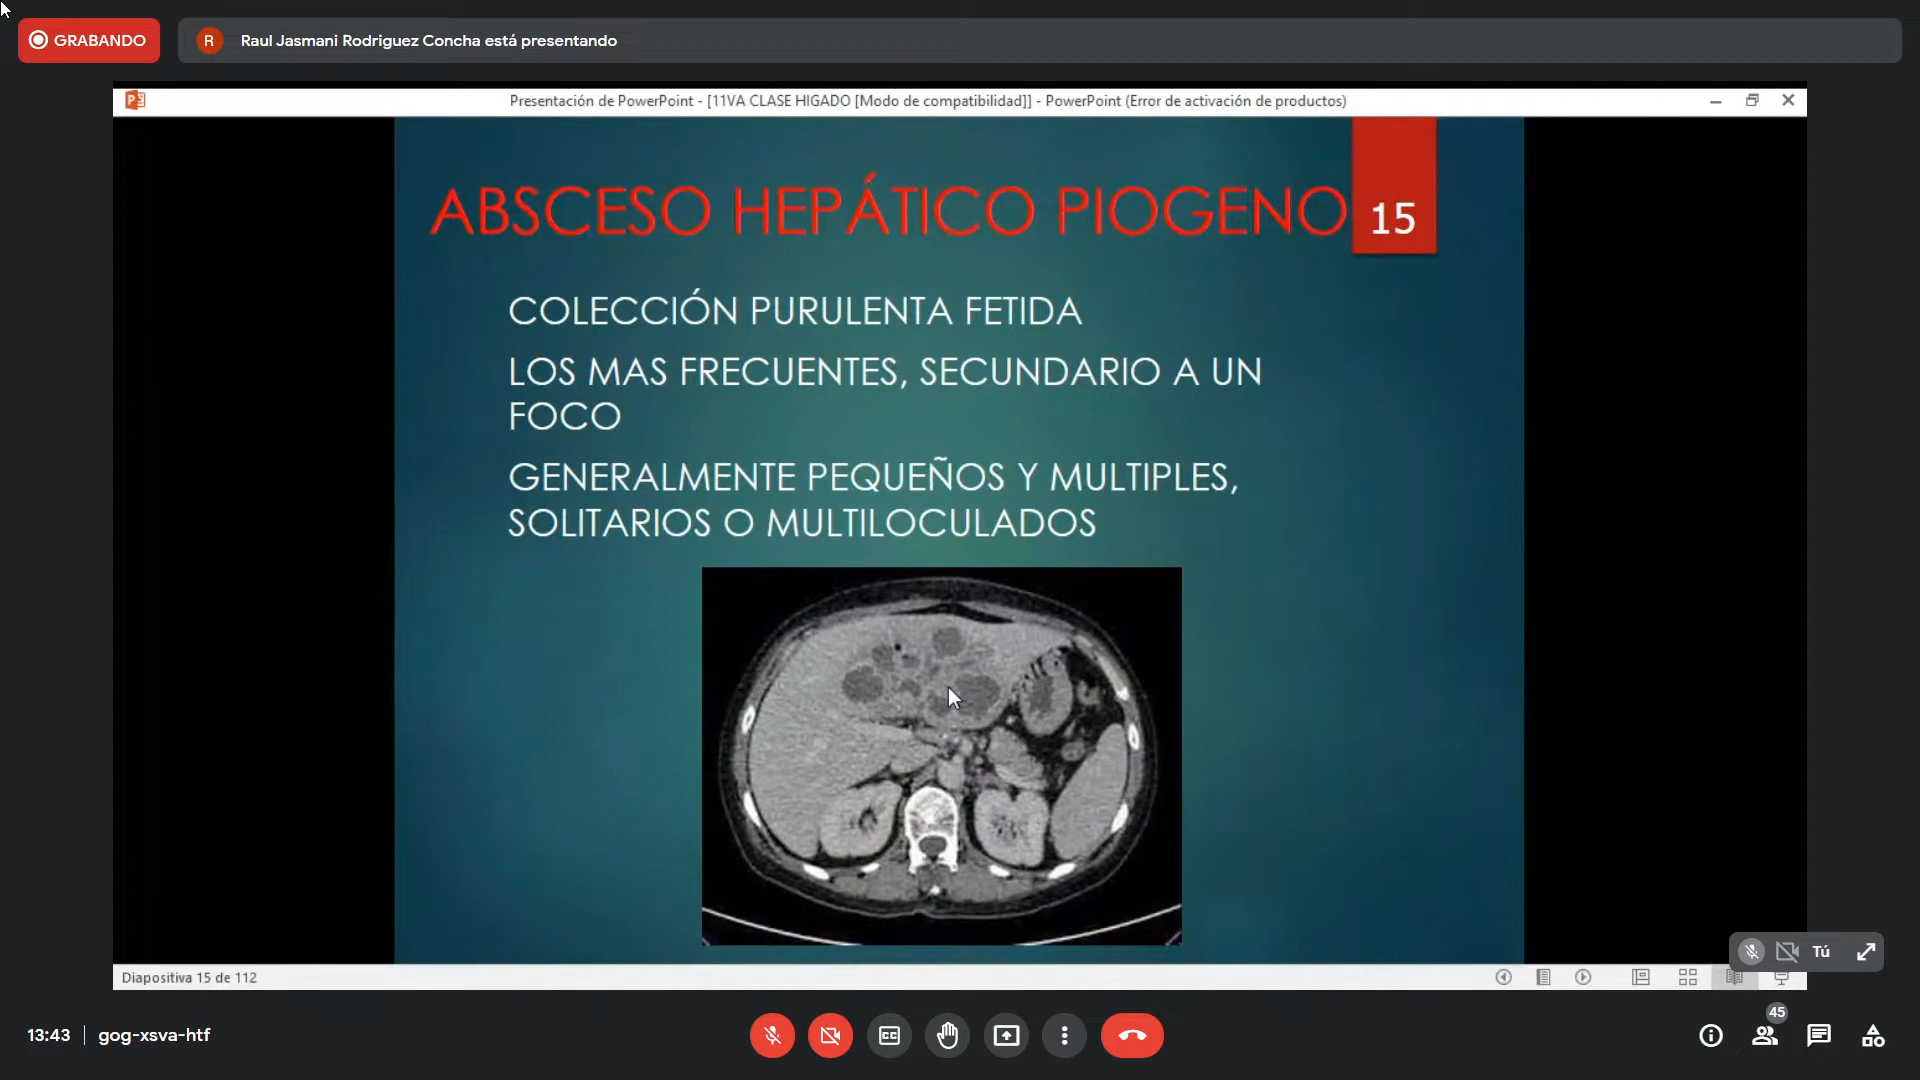 GRABANDO
R
Raul Jasmani Rodriguez Concha está presentando
Presentación de PowerPoint - [11VA CLASE HIGADO [Modo de compatibilidad]] - PowerPoint (Error de activación de productos)
ABSCESO HEPÁTICO PIOGENO
15
COLECCIÓN PURULENTA FETIDA
LOS MAS FRECUENTES, SECUNDARIO A UN
FOCO
GENERALMENTE PEQUEÑOS Y MULTIPLES,
SOLITARIOS O MULTILOCULADOS
Tú
Diapositiva 15 de 112
13:43
gog-xsva-htf
45